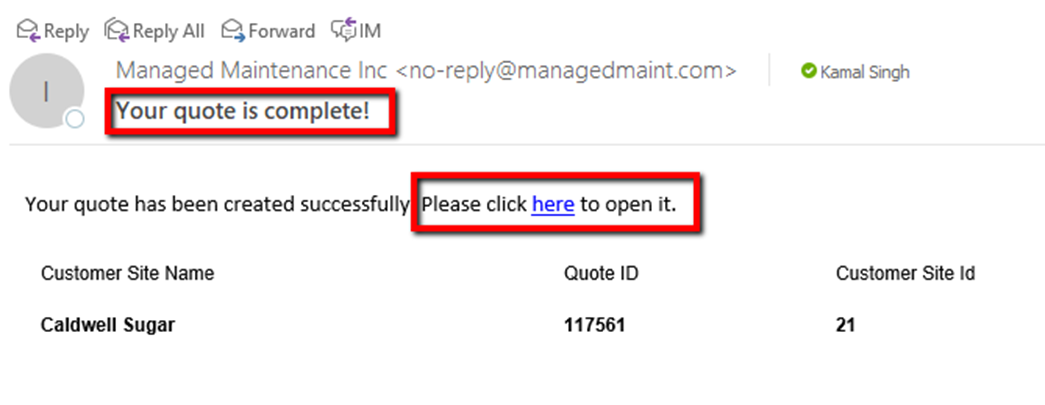 Reply Reply All Forward IM
I
Managed Maintenance Inc <no-reply@managedmaint.com> Kamal Singh
Your quote is complete!
Your quote has been created successfully Please click here to open it.
Customer Site Name Quote ID Customer Site Id
Caldwell Sugar 117561 21